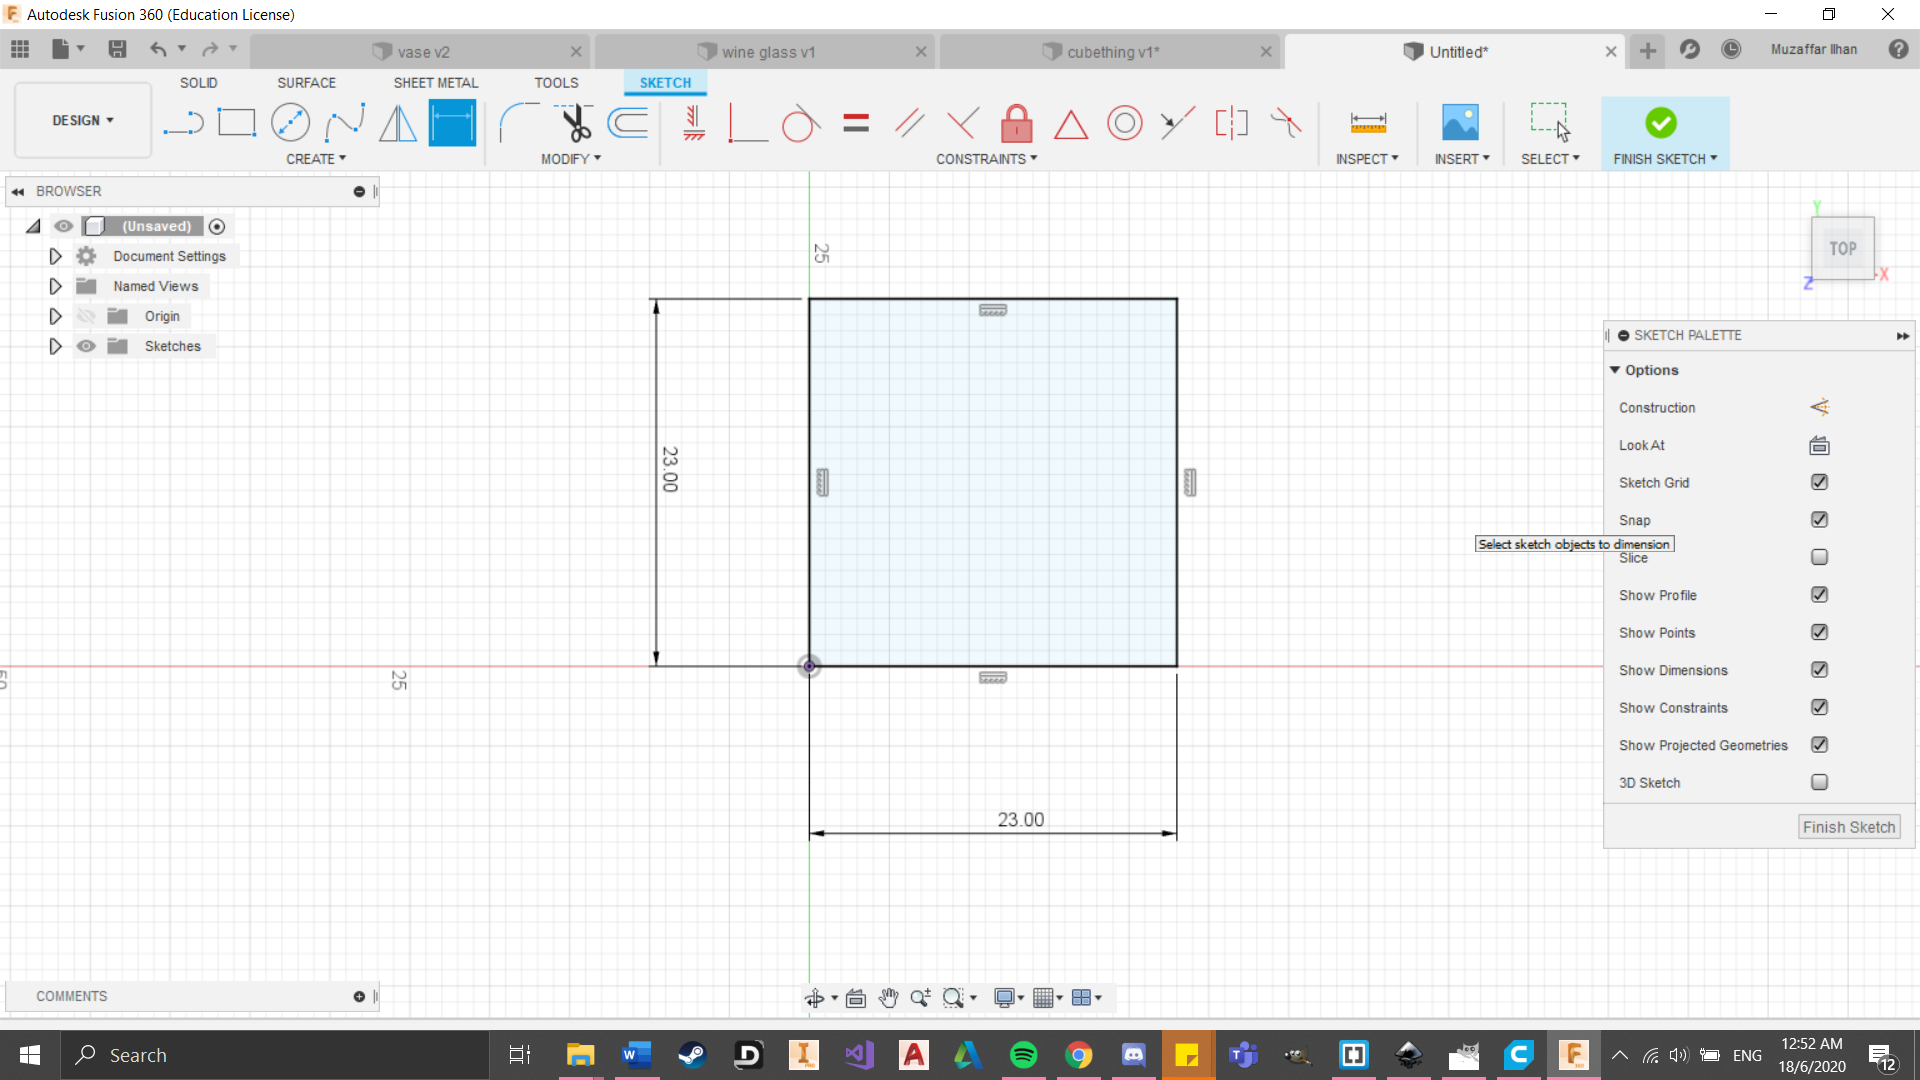 Autodesk Fusion 360 (Education License)
vase v2
wine glass v1
cubething v1*
Untitled*
Muzaffar Ilhan
SOLID
SURFACE
SHEET METAL
TOOLS
SKETCH
DESIGN
CREATE
MODIFY
CONSTRAINTS
INSPECT
INSERT
SELECT
FINISH SKETCH
BROWSER
(Unsaved)
Document Settings
Named Views
Origin
Sketches
25
Y
TOP
X
Z
23.00
25
50
23.00
SKETCH PALETTE
Options
Construction
Look At
Sketch Grid
Snap
Select sketch objects to dimension
Slice
Show Profile
Show Points
Show Dimensions
Show Constraints
Show Projected Geometries
3D Sketch
Finish Sketch
COMMENTS
Search
ENG
12:52 AM
18/6/2020
12